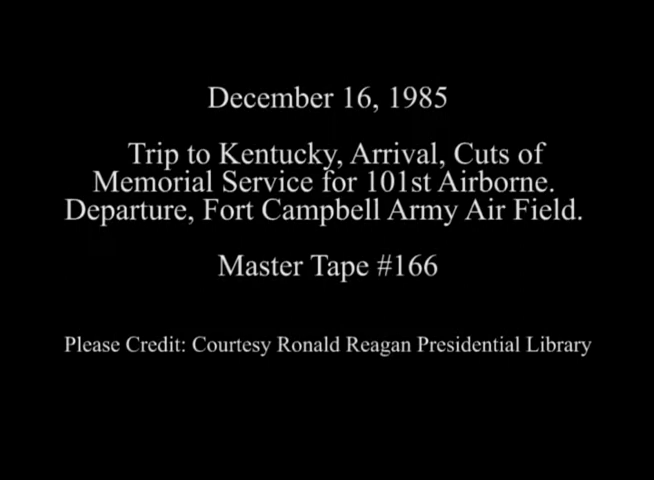 December 16, 1985
Trip to Kentucky, Arrival, Cuts of
Memorial Service for 101st Airborne.
Departure, Fort Campbell Army Air Field.
Master Tape #166
Please Credit: Courtesy Ronald Reagan Presidential Library